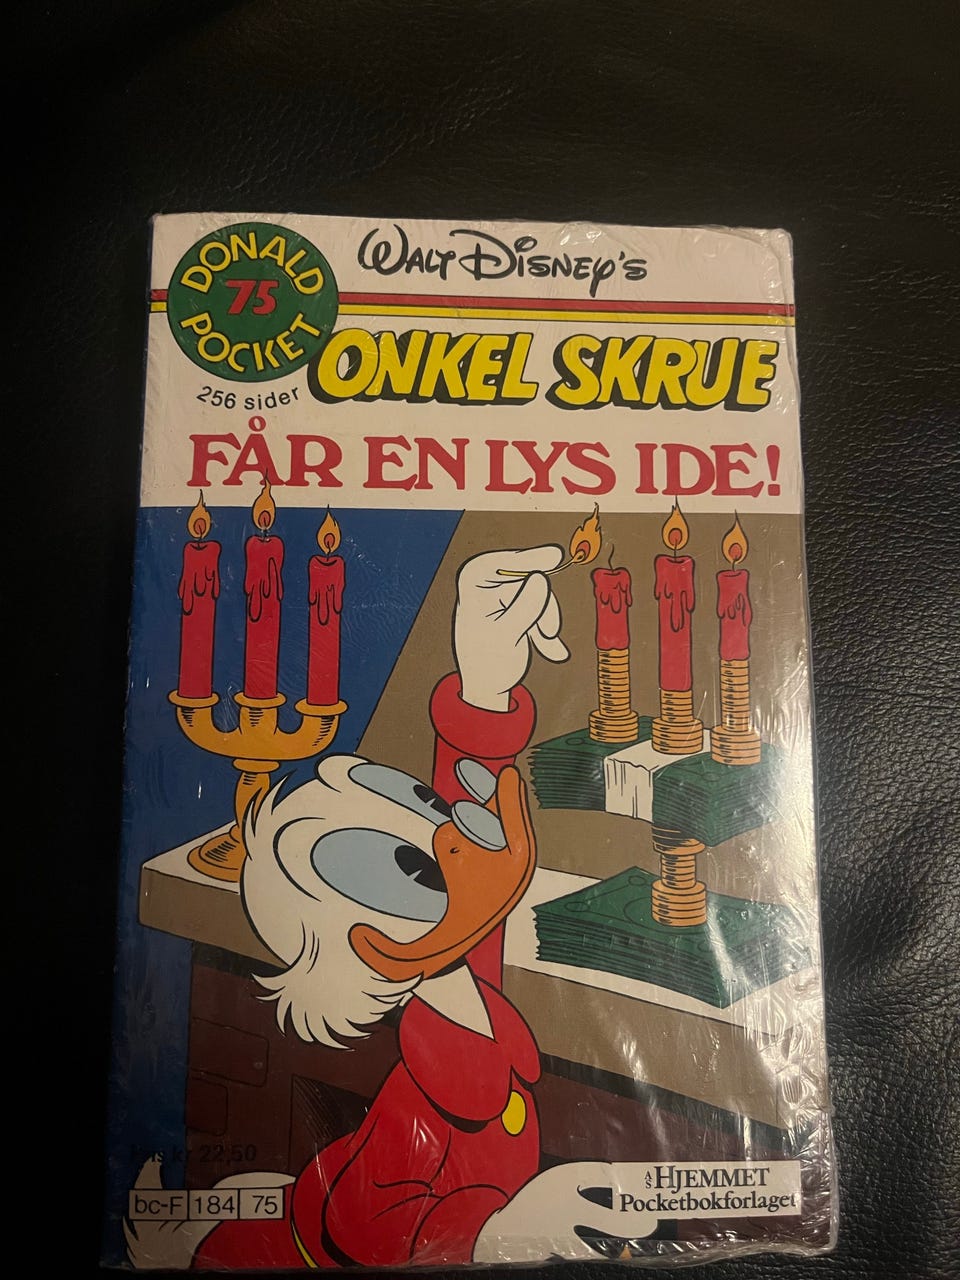 DONALD
75
POCKET
WALT DISNEY'S
ONKEL SKRUE
256 sider
FÅR EN LYS IDE!
kr 22,50
bc-F 184 75
A/S HJEMMET
Pocketbokforlaget